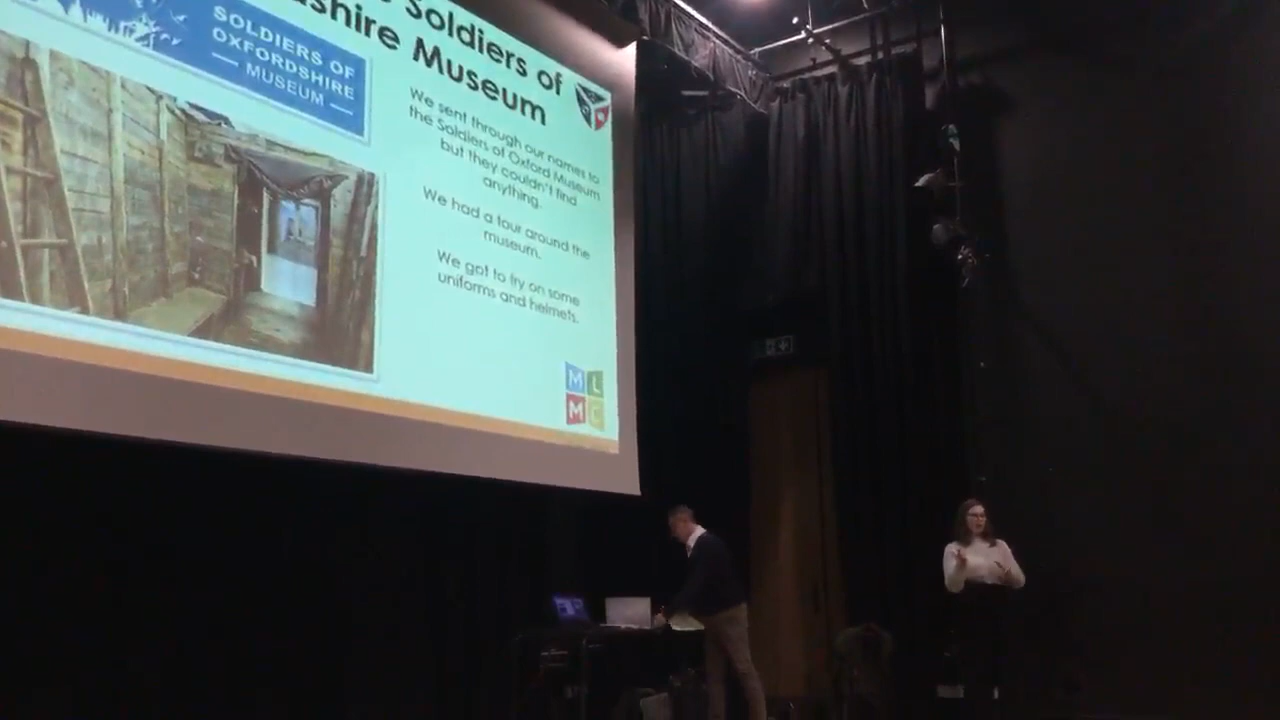 Soldiers of
shire Museum
SOLDIERS OF
OXFORDSHIRE
MUSEUM
We sent through our names to
the Soldiers of Oxford Museum
but they couldn't find
anything.
We had a tour around the
museum.
We got to try on some
uniforms and helmets.
M L
M C